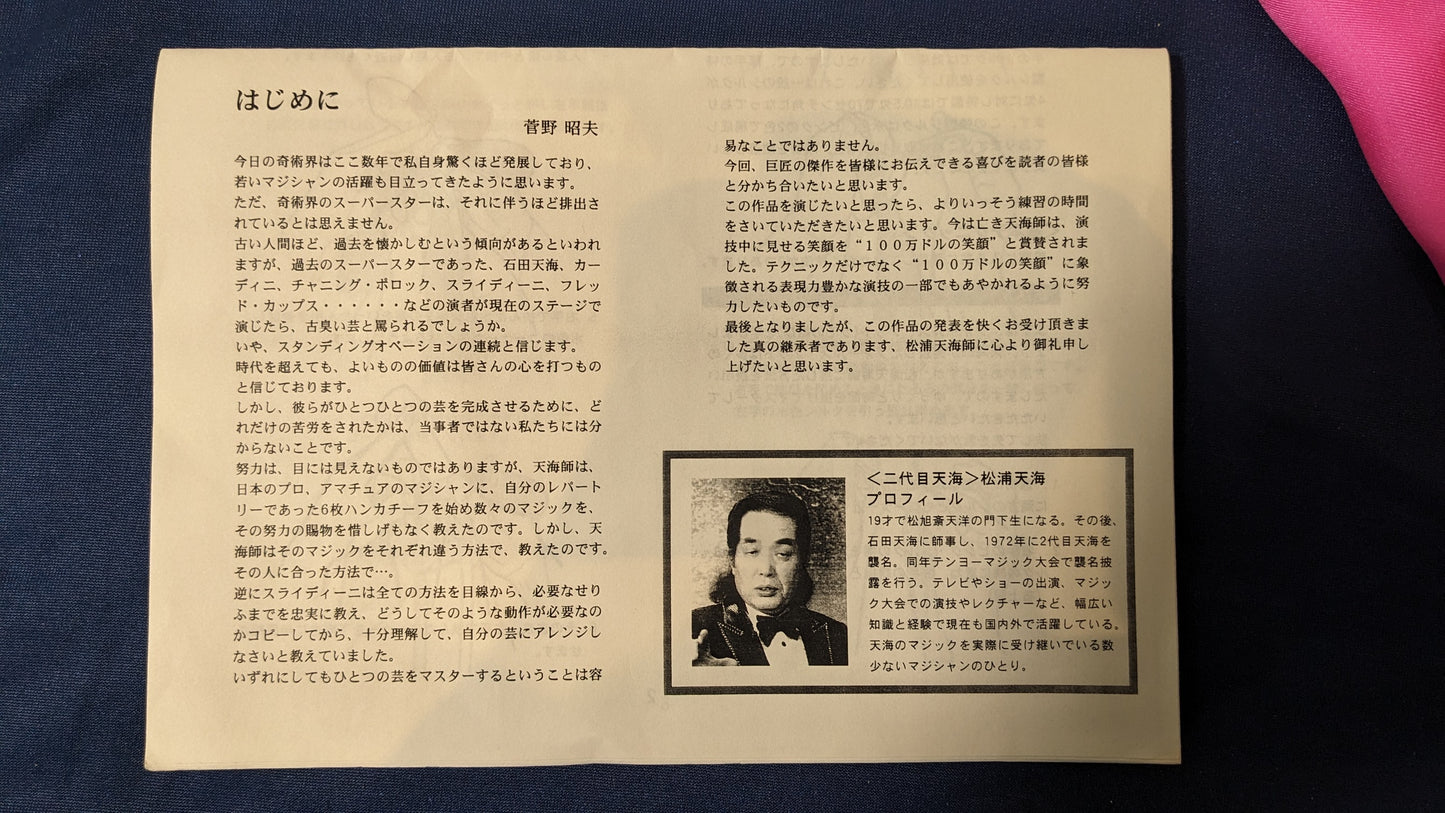 はじめに
菅野 昭夫
今日の奇術界はここ数年で私自身驚くほど発展しており、
若いマジシャンの活躍も目立ってきたように思います。
ただ、奇術界のスーパースターは、それに伴うほど排出さ
れているとは思えません。
古い人間ほど、過去を懐かしむという傾向があるといわれ
ますが、過去のスーパースターであった、石田天海、カー
ディニ、チャニング・ポロック、スライディーニ、フレッ
ド・カップス・・・・・・などの演者が現在のステージで
演じたら、古臭い芸と罵られるでしょうか。
いや、スタンディングオベーションの連続と信じます。
時代を超えても、よいものの価値は皆さんの心を打つもの
と信じております。
しかし、彼らがひとつひとつの芸を完成させるために、ど
れだけの苦労をされたかは、当事者ではない私たちには分
からないことです。
努力は、目には見えないものではありますが、天海師は、
日本のプロ、アマチュアのマジシャンに、自分のレパート
リーであった6枚ハンカチーフを始め数々のマジックを、
その努力の賜物を惜しげもなく教えたのです。しかし、天
海師はそのマジックをそれぞれ違う方法で、教えたのです。
その人に合った方法で…。
逆にスライディーニは全ての方法を目線から、必要なせり
ふまでを忠実に教え、どうしてそのような動作が必要なの
かコピーしてから、十分理解して、自分の芸にアレンジし
なさいと教えていました。
いずれにしてもひとつの芸をマスターするということは容
易なことではありません。
今回、巨匠の傑作を皆様にお伝えできる喜びを読者の皆様
と分かち合いたいと思います。
この作品を演じたいと思ったら、よりいっそう練習の時間
をさいていただきたいと思います。今は亡き天海師は、演
技中に見せる笑顔を“１００万ドルの笑顔”と賞賛されま
した。テクニックだけでなく“１００万ドルの笑顔”に象
徴される表現力豊かな演技の一部でもあやかれるように努
力したいものです。
最後となりましたが、この作品の発表を快くお受け頂きま
した真の継承者であります、松浦天海師に心より御礼申し
上げたいと思います。
＜二代目天海＞松浦天海
プロフィール
19才で松旭斎天洋の門下生になる。その後、
石田天海に師事し、1972年に2代目天海を
襲名。同年テンヨーマジック大会で襲名披
露を行う。テレビやショーの出演、マジッ
ク大会での演技やレクチャーなど、幅広い
知識と経験で現在も国内外で活躍している。
天海のマジックを実際に受け継いでいる数
少ないマジシャンのひとり。